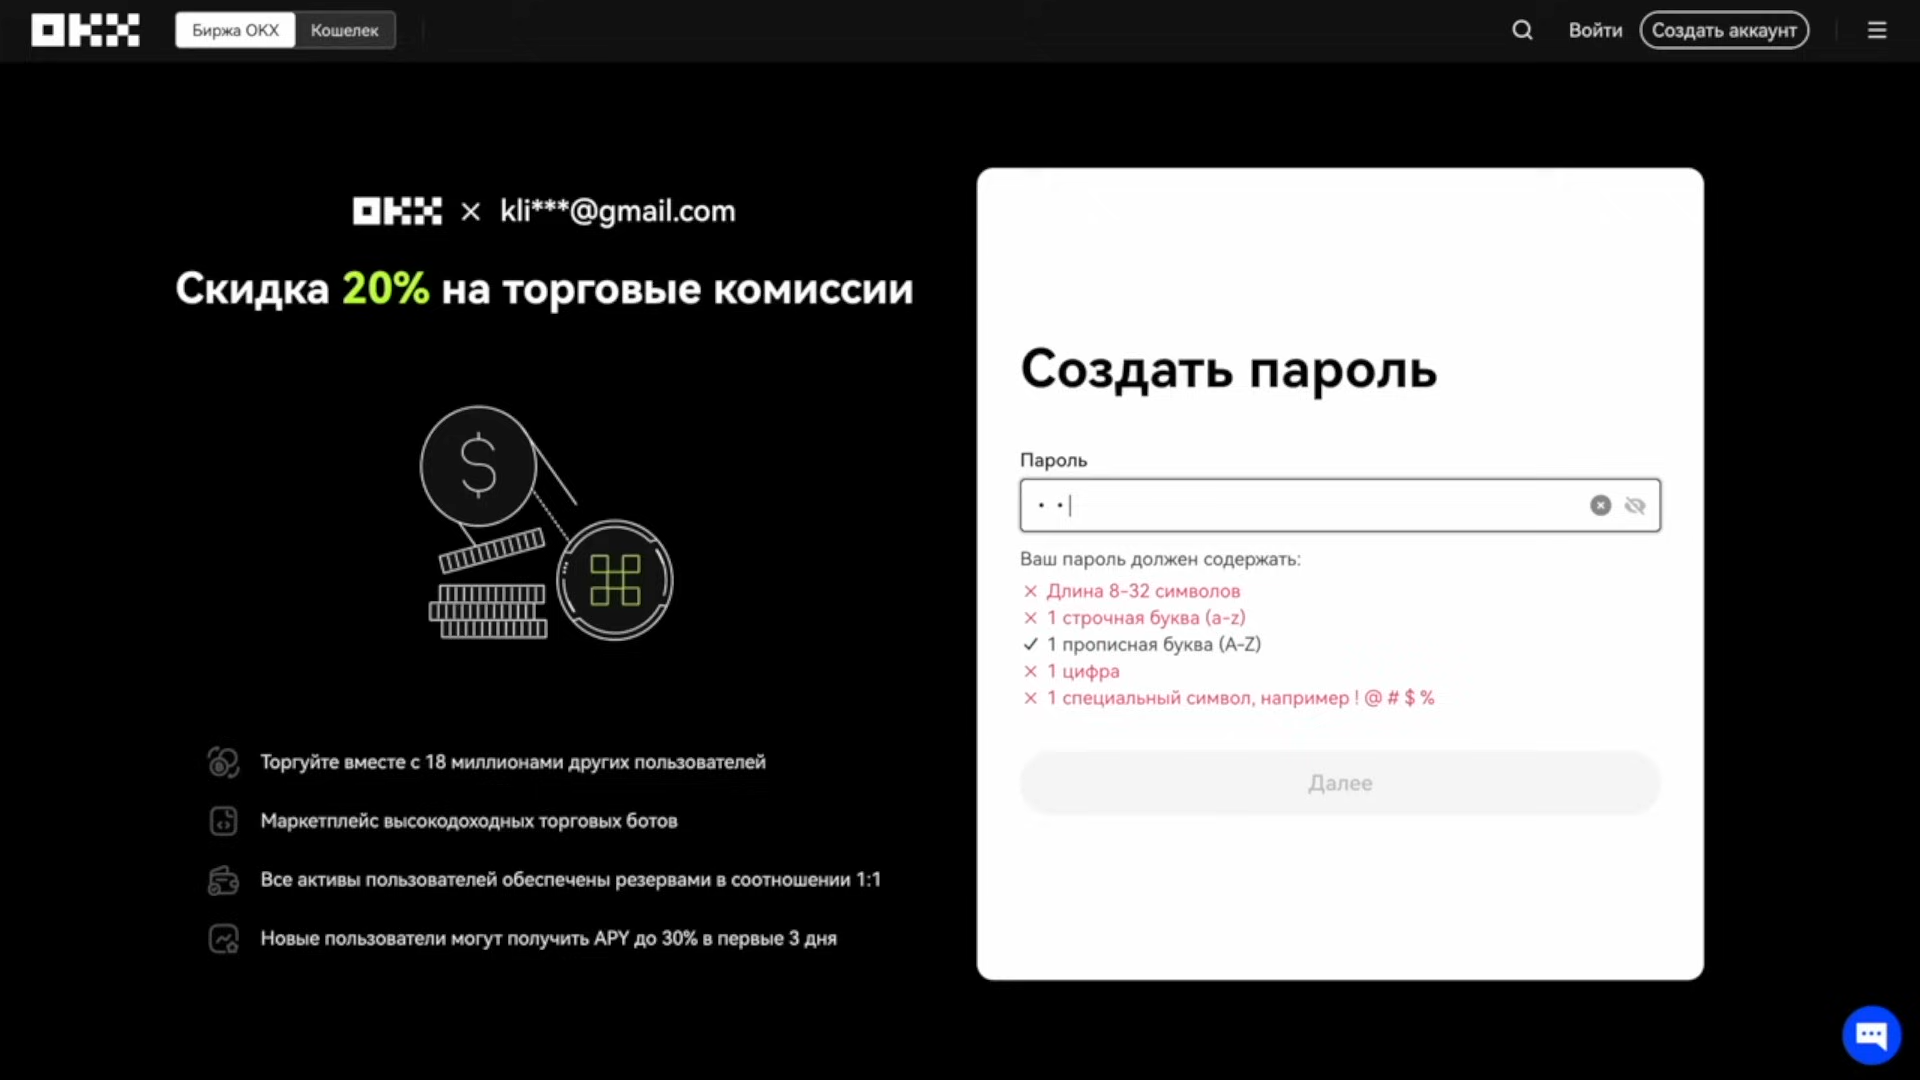 OKX
Биржа OKX
Кошелек
Войти
Создать аккаунт
OKX × kli***@gmail.com
Скидка 20% на торговые комиссии
$
Торгуйте вместе с 18 миллионами других пользователей
Маркетплейс высокодоходных торговых ботов
Все активы пользователей обеспечены резервами в соотношении 1:1
Новые пользователи могут получить APY до 30% в первые 3 дня
Создать пароль
Пароль
Ваш пароль должен содержать:
Длина 8-32 символов
1 строчная буква (a-z)
1 прописная буква (A-Z)
1 цифра
1 специальный символ, например ! @ # $ %
Далее